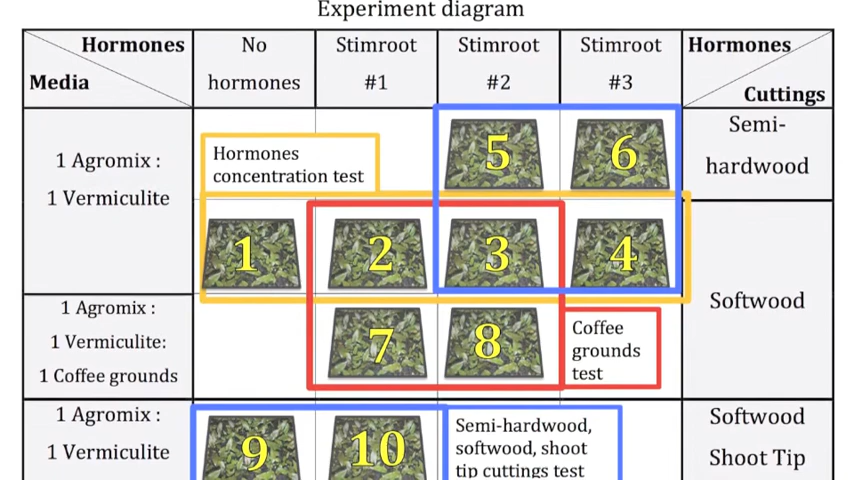 Experiment diagram
Hormones
Media
No
hormones
Stimroot
#1
Stimroot
#2
Stimroot
#3
Hormones
Cuttings
1 Agromix :
1 Vermiculite
Hormones
concentration test
5
6
Semi-
hardwood
1
2
3
4
Softwood
1 Agromix :
1 Vermiculite:
1 Coffee grounds
7
8
Coffee
grounds
test
1 Agromix :
1 Vermiculite
9
10
Semi-hardwood,
softwood, shoot
tip cuttings test
Softwood
Shoot Tip